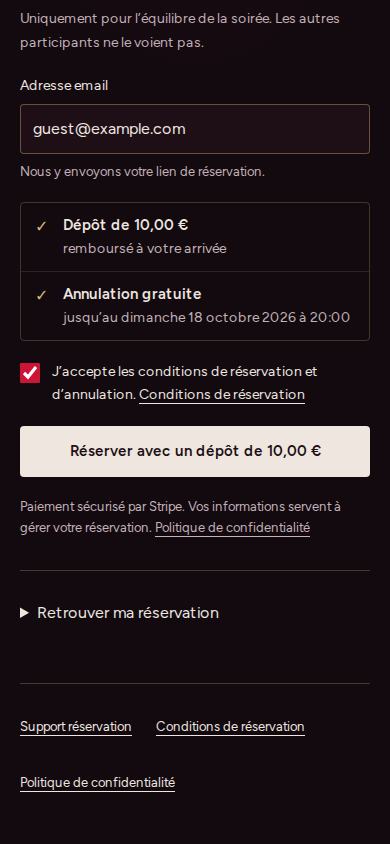 Uniquement pour l’équilibre de la soirée. Les autres
participants ne le voient pas.
Adresse email
guest@example.com
Nous y envoyons votre lien de réservation.
✓ Dépôt de 10,00 €
remboursé à votre arrivée
✓ Annulation gratuite
jusqu’au dimanche 18 octobre 2026 à 20:00
J’accepte les conditions de réservation et
d’annulation. Conditions de réservation
Réserver avec un dépôt de 10,00 €
Paiement sécurisé par Stripe. Vos informations servent à
gérer votre réservation. Politique de confidentialité
Retrouver ma réservation
Support réservation Conditions de réservation
Politique de confidentialité